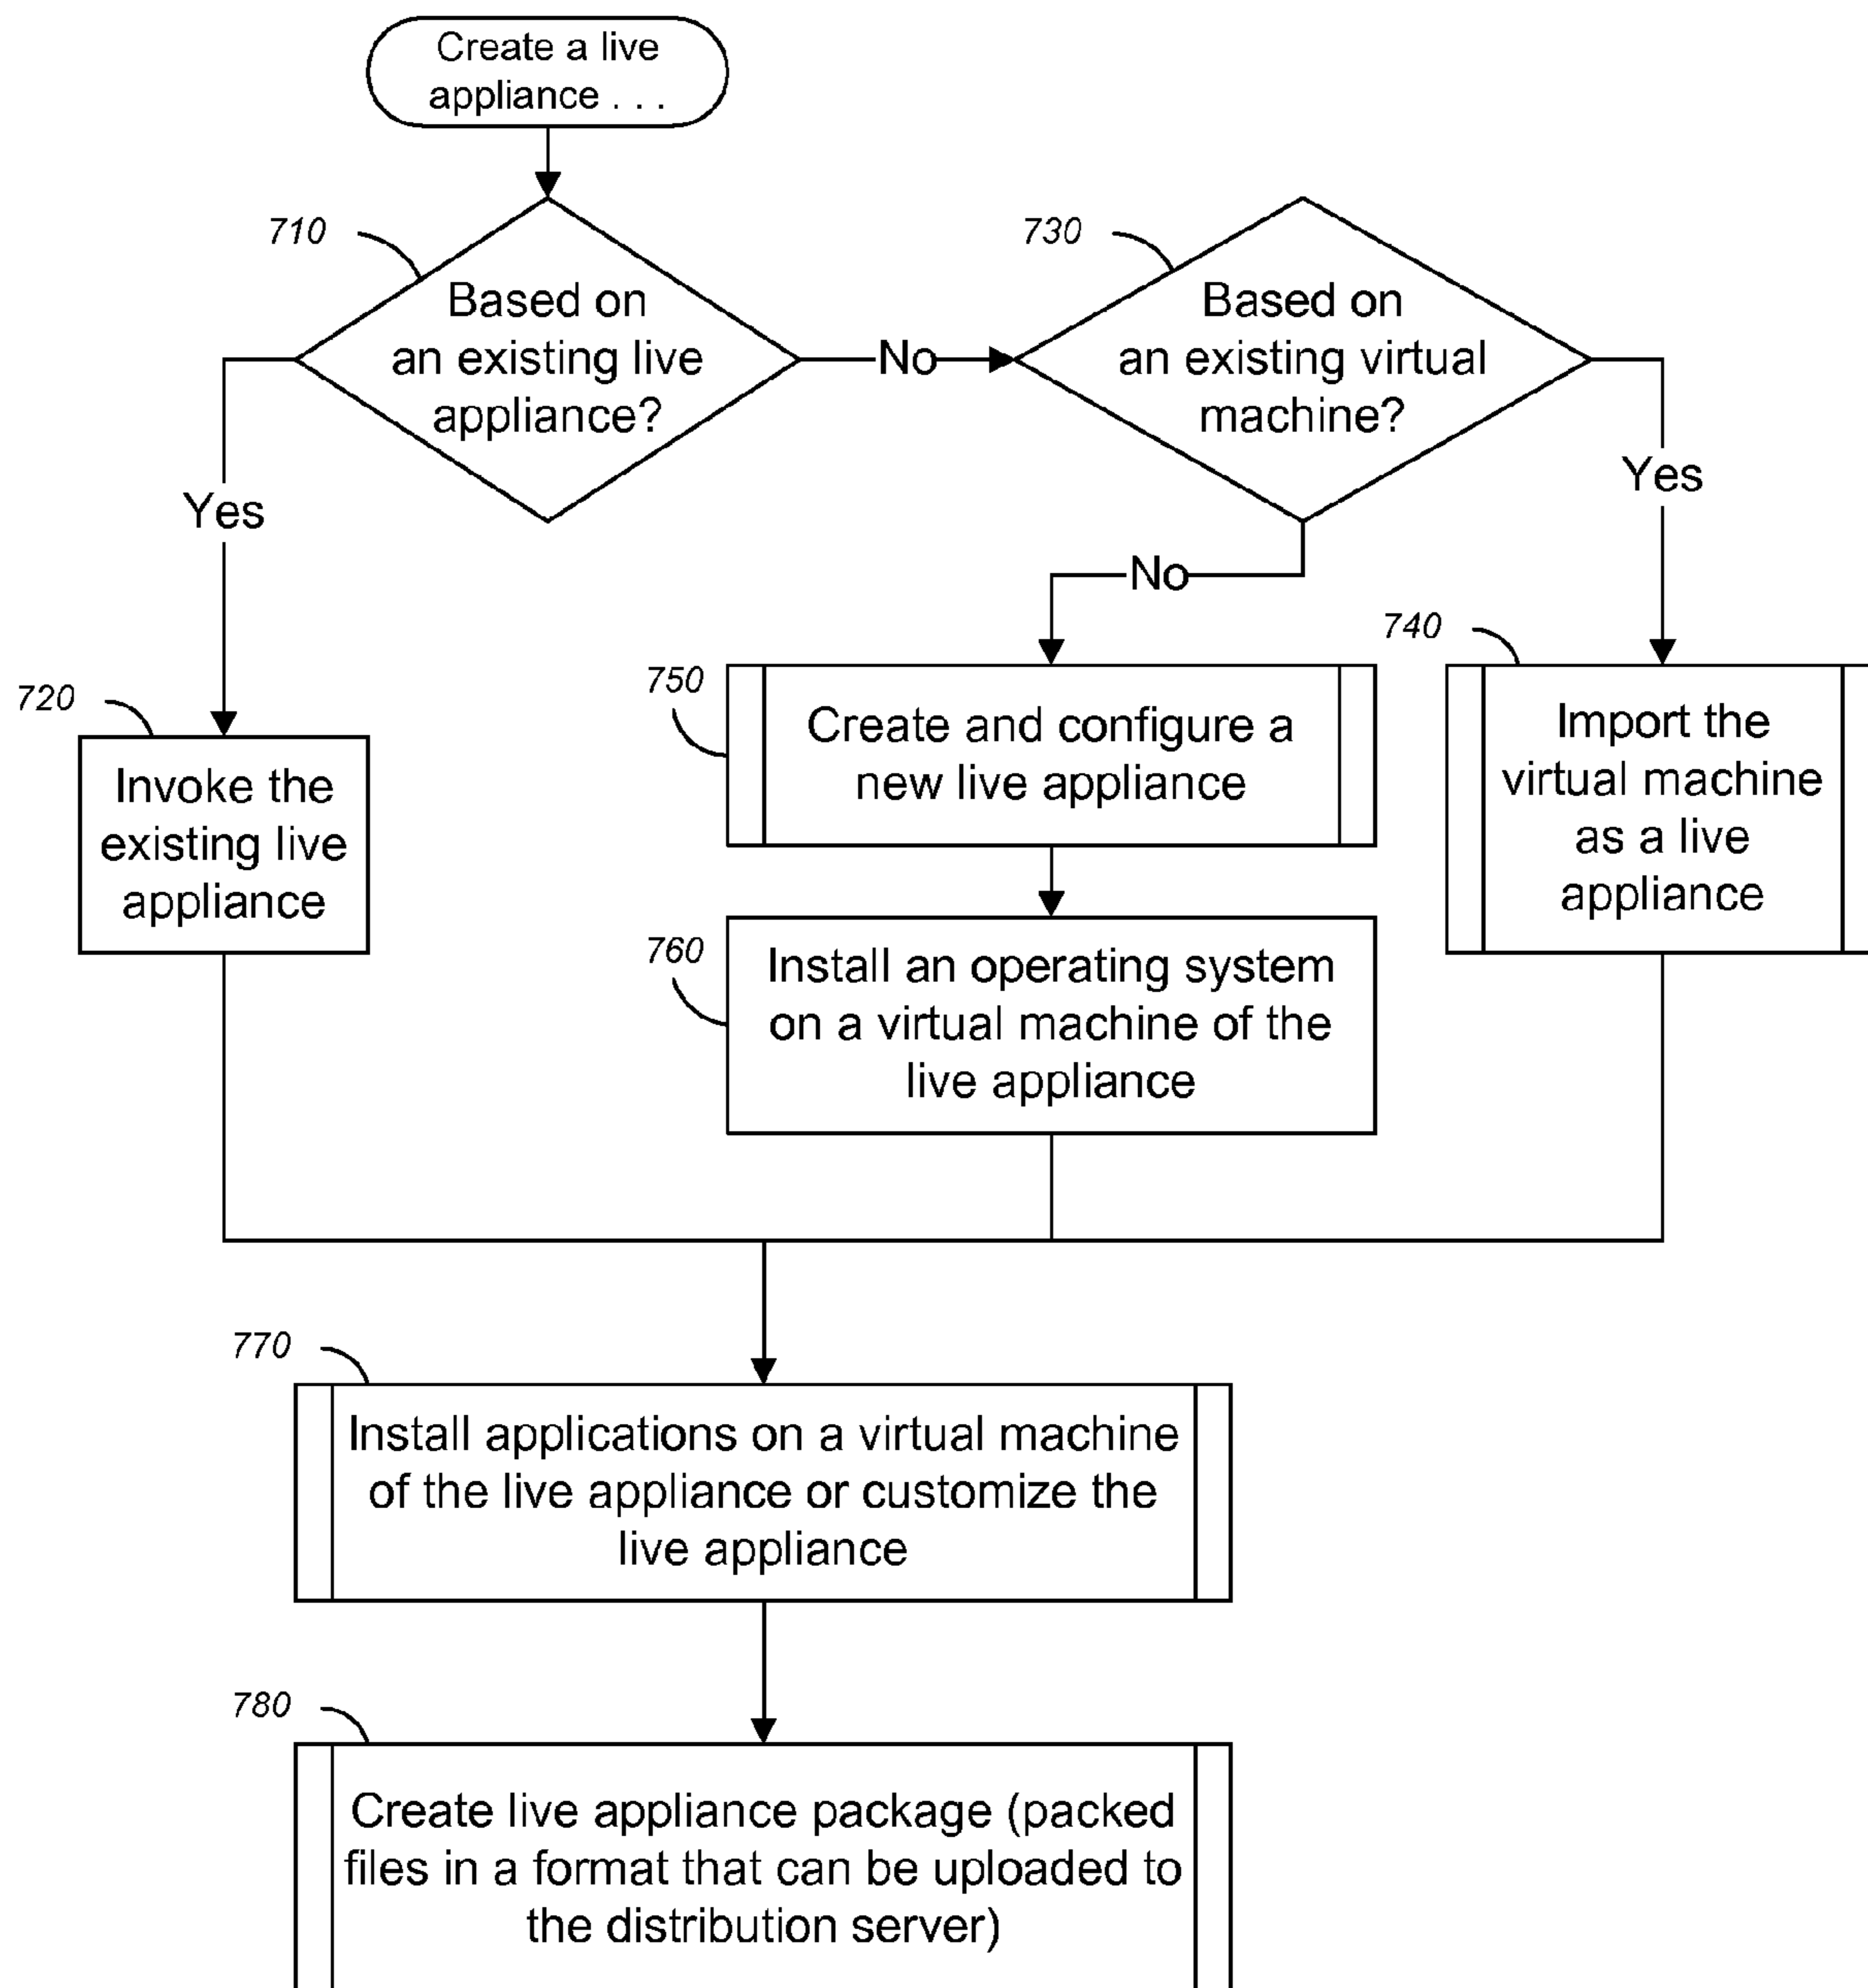 Create a live
appliance . . .
710
Based on
an existing live
appliance?
No
730
Based on
an existing virtual
machine?
Yes
Yes
No
720
Invoke the
existing live
appliance
750
Create and configure a
new live appliance
740
Import the
virtual machine
as a live
appliance
760
Install an operating system
on a virtual machine of the
live appliance
770
Install applications on a virtual machine
of the live appliance or customize the
live appliance
780
Create live appliance package (packed
files in a format that can be uploaded to
the distribution server)